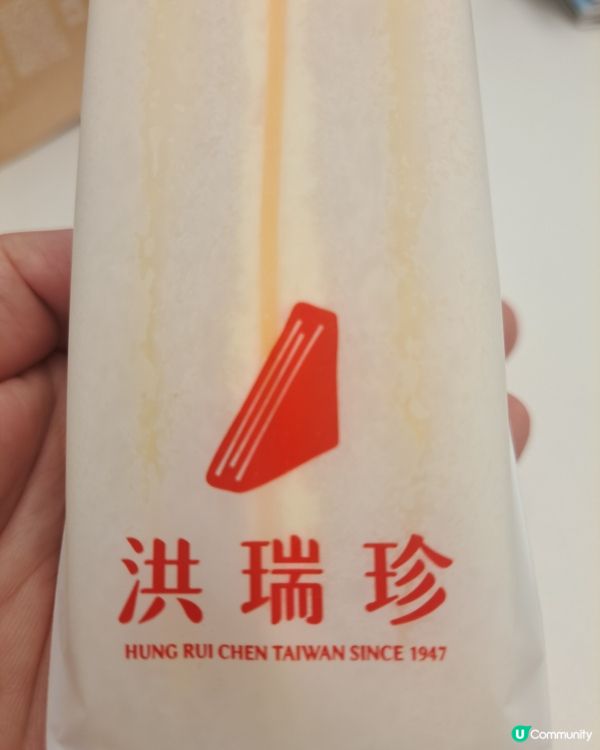 洪瑞珍
HUNG RUI CHEN TAIWAN SINCE 1947
U Community